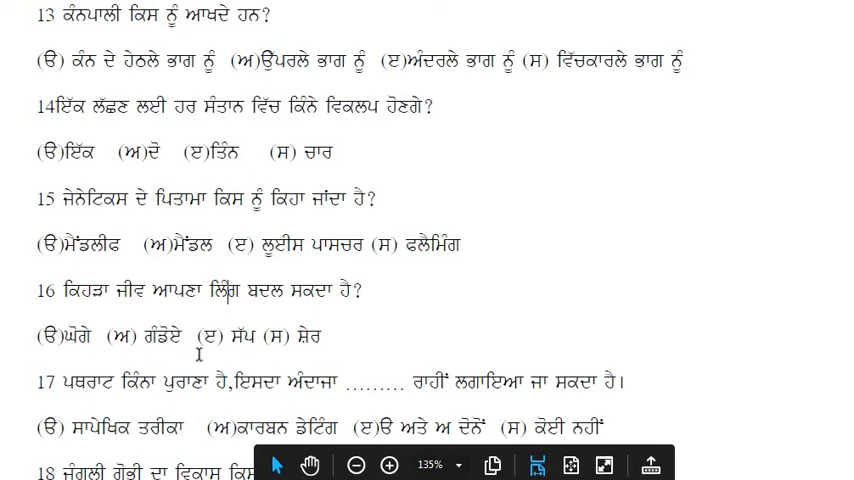 13 ਕੰਨਪਾਲੀ ਕਿਸ ਨੂੰ ਆਖਦੇ ਹਨ?
(ੳ) ਕੰਨ ਦੇ ਹੇਠਲੇ ਭਾਗ ਨੂੰ (ਅ)ਉੱਪਰਲੇ ਭਾਗ ਨੂੰ (ੲ)ਅੰਦਰਲੇ ਭਾਗ ਨੂੰ (ਸ) ਵਿੱਚਕਾਰਲੇ ਭਾਗ ਨੂੰ
14ਇੱਕ ਲੱਛਣ ਲਈ ਹਰ ਸੰਤਾਨ ਵਿੱਚ ਕਿੰਨੇ ਵਿਕਲਪ ਹੋਣਗੇ?
(ੳ)ਇੱਕ (ਅ)ਦੋ (ੲ)ਤਿੰਨ (ਸ) ਚਾਰ
15 ਜੇਨੇਟਿਕਸ ਦੇ ਪਿਤਾਮਾ ਕਿਸ ਨੂੰ ਕਿਹਾ ਜਾਂਦਾ ਹੈ?
(ੳ)ਮੈਂਡਲੀਫ (ਅ)ਮੈਂਡਲ (ੲ) ਲੂਈਸ ਪਾਸਚਰ (ਸ) ਫਲੈਮਿੰਗ
16 ਕਿਹੜਾ ਜੀਵ ਆਪਣਾ ਲਿੰਗ ਬਦਲ ਸਕਦਾ ਹੈ?
(ੳ)ਘੋਗੇ (ਅ) ਗੰਡੋਏ (ੲ) ਸੱਪ (ਸ) ਸ਼ੇਰ
17 ਪਥਰਾਟ ਕਿੰਨਾ ਪੁਰਾਣਾ ਹੈ,ਇਸਦਾ ਅੰਦਾਜਾ ......... ਰਾਹੀਂ ਲਗਾਇਆ ਜਾ ਸਕਦਾ ਹੈ।
(ੳ) ਸਾਪੇਖਿਕ ਤਰੀਕਾ (ਅ)ਕਾਰਬਨ ਡੇਟਿੰਗ (ੲ)ੳ ਅਤੇ ਅ ਦੋਨੋਂ (ਸ) ਕੋਈ ਨਹੀਂ
18 ਜੰਗਲੀ ਗੋਭੀ ਦਾ ਵਿਕਾਸ
135%